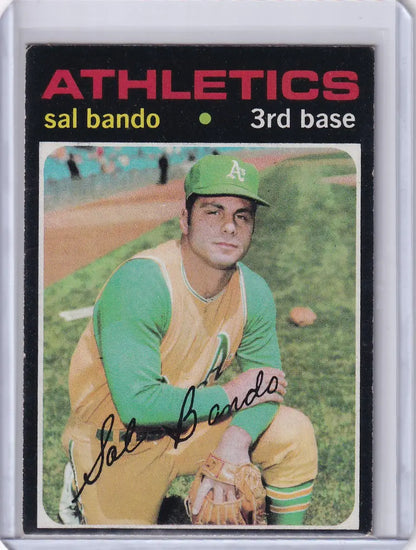 ATHLETICS
sal bando • 3rd base
A's
A
Sal Bando